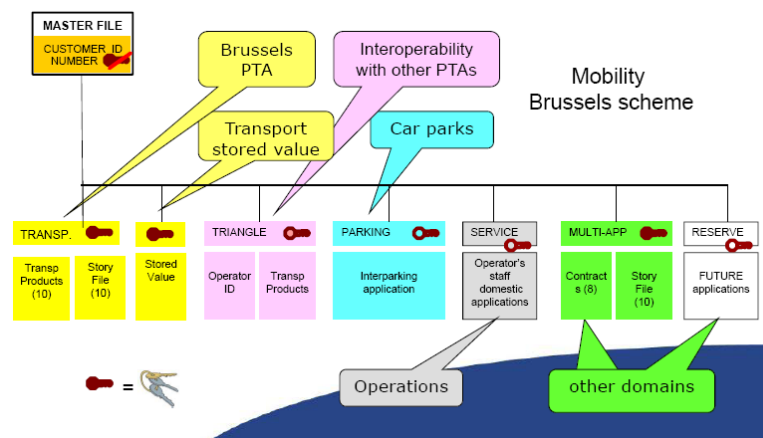 MASTER FILE
CUSTOMER ID
NUMBER
Brussels
PTA
Interoperability
with other PTAs
Mobility
Brussels scheme
Transport
stored value
Car parks
TRANSP.
TRIANGLE
PARKING
SERVICE
MULTI-APP
RESERVE
Transp
Products
(10)
Story
File
(10)
Stored
Value
Operator
ID
Transp
Products
Interparking
application
Operator's
staff
domestic
applications
Contract
s (8)
Story
File
(10)
FUTURE
applications
=
Operations
other domains